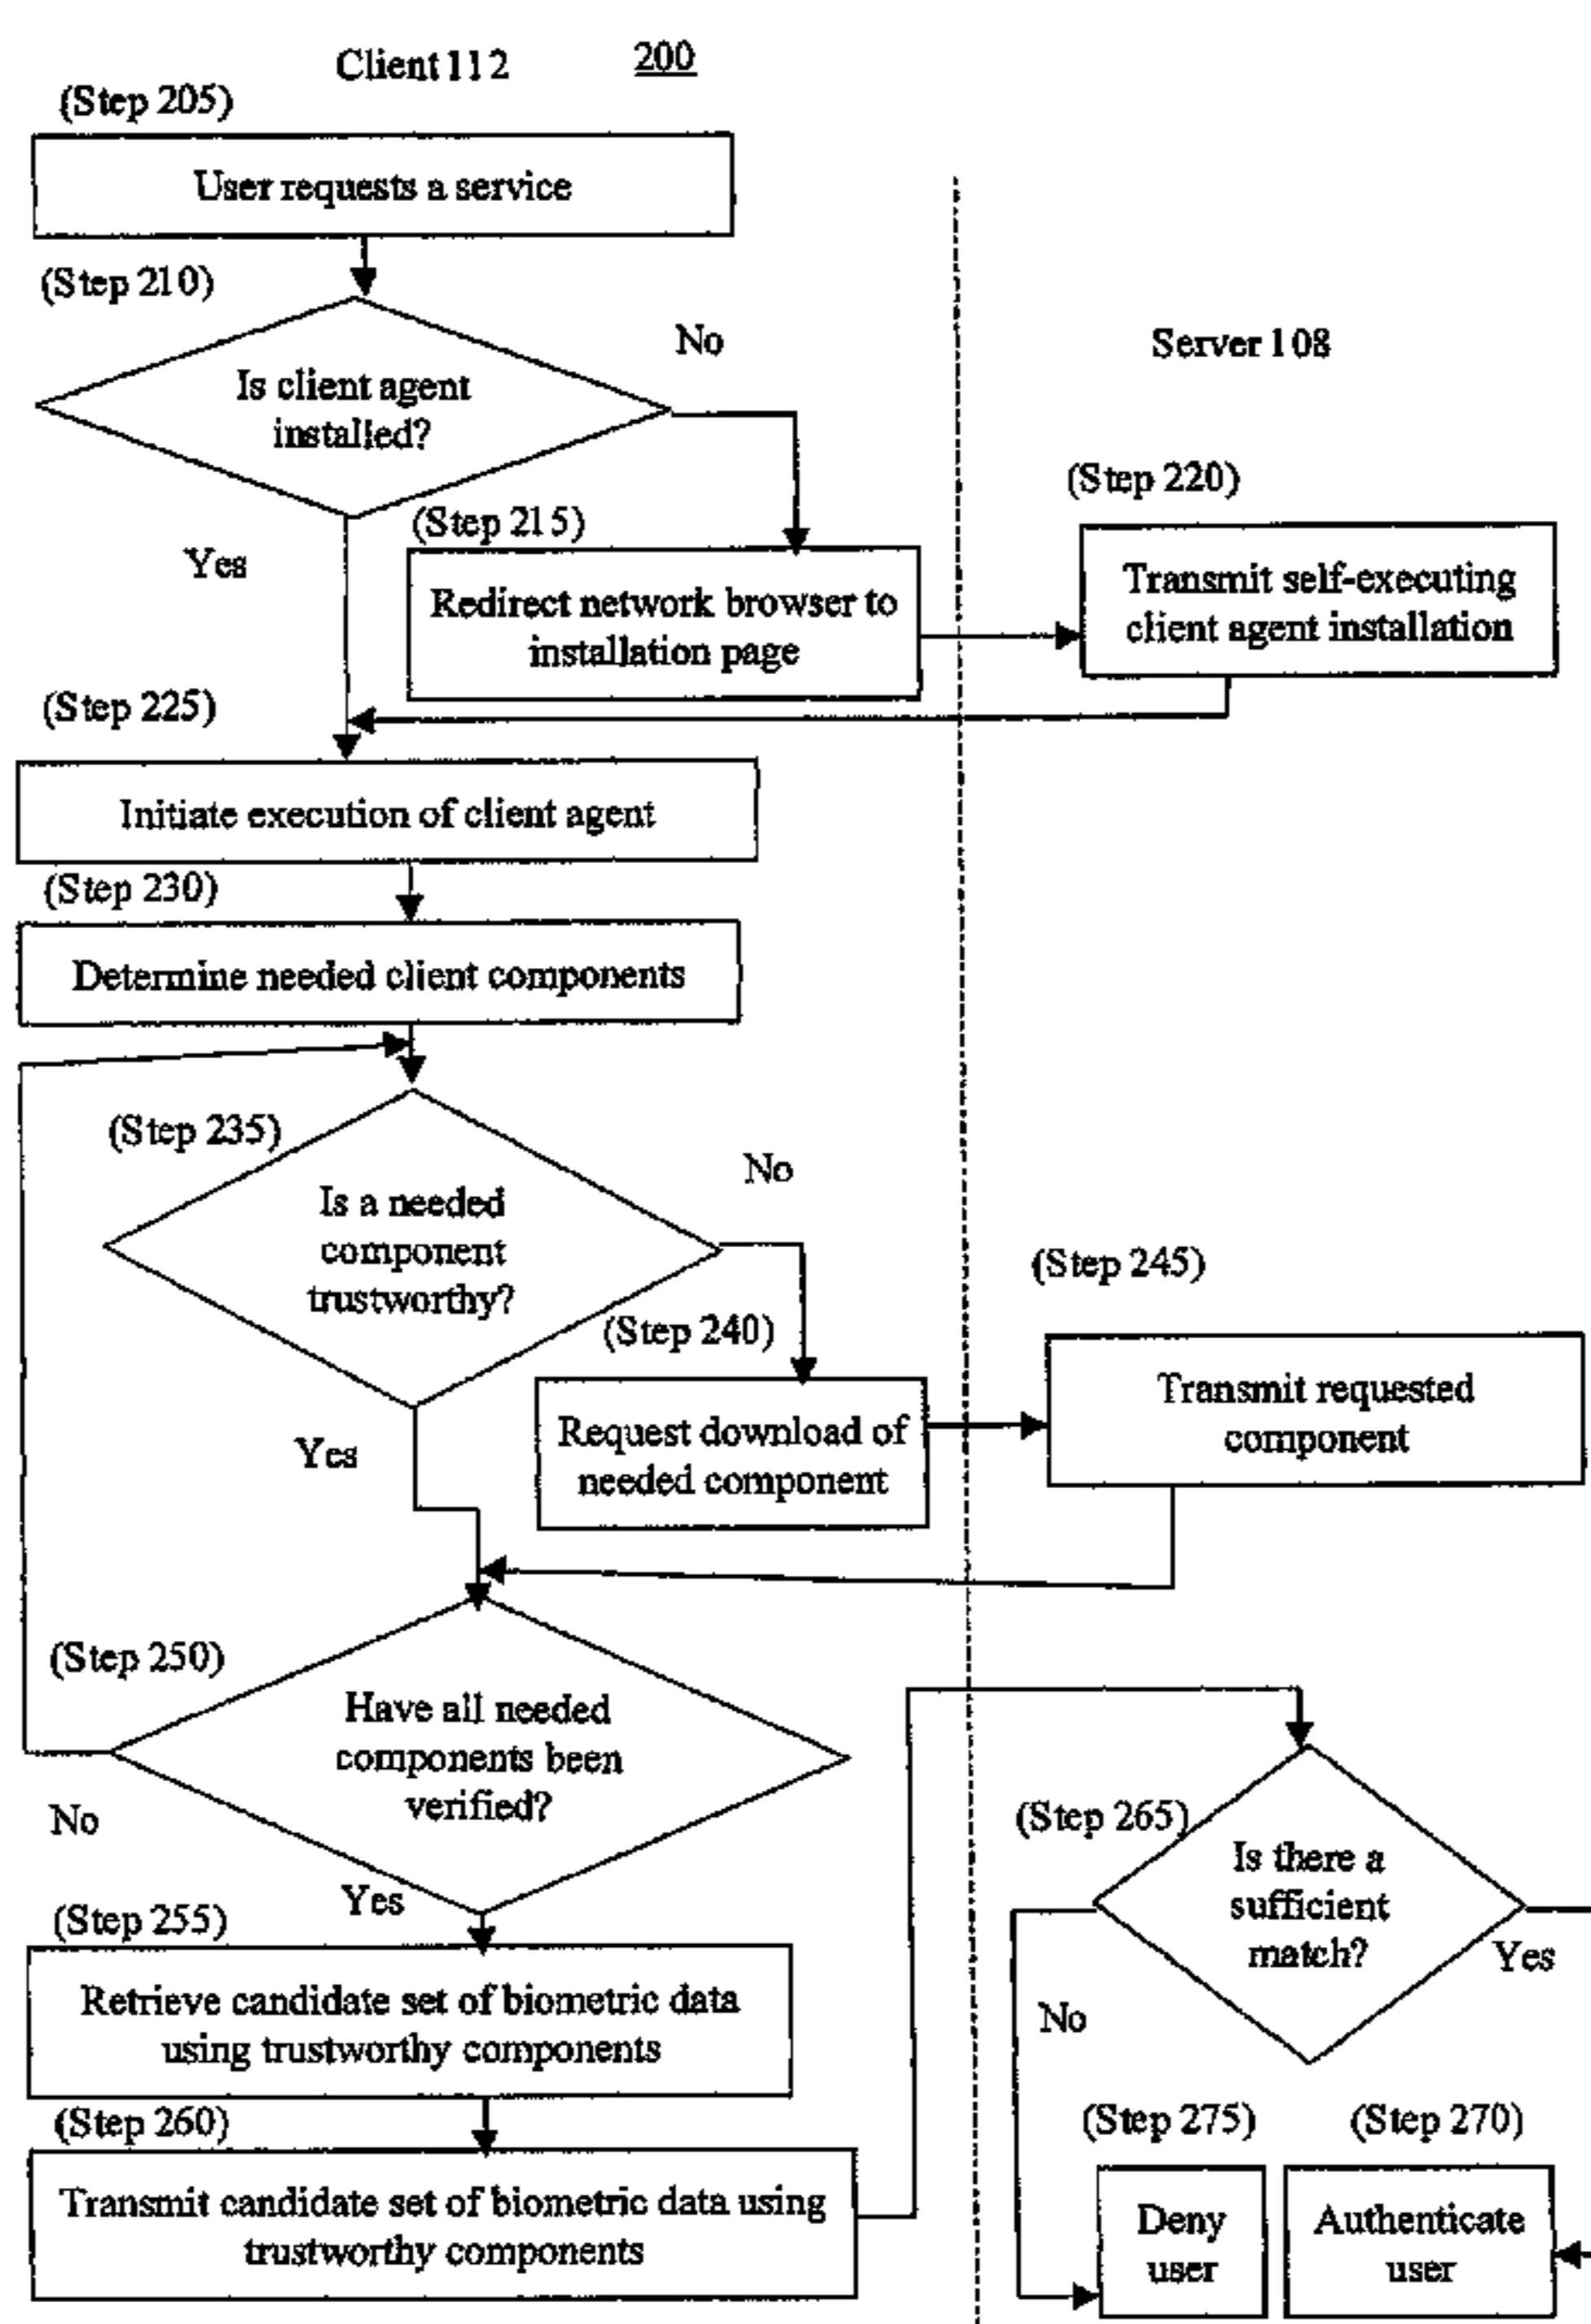 Client 112
200
(Step 205)
User requests a service
(Step 210)
Is client agent
installed?
No
Yes
Server 108
(Step 215)
Redirect network browser to
installation page
(Step 220)
Transmit self-executing
client agent installation
(Step 225)
Initiate execution of client agent
(Step 230)
Determine needed client components
(Step 235)
Is a needed
component
trustworthy?
No
Yes
(Step 240)
Request download of
needed component
(Step 245)
Transmit requested
component
(Step 250)
Have all needed
components been
verified?
No
Yes
(Step 255)
Retrieve candidate set of biometric data
using trustworthy components
(Step 260)
Transmit candidate set of biometric data using
trustworthy components
(Step 265)
Is there a
sufficient
match?
Yes
No
(Step 275)
Deny
user
(Step 270)
Authenticate
user